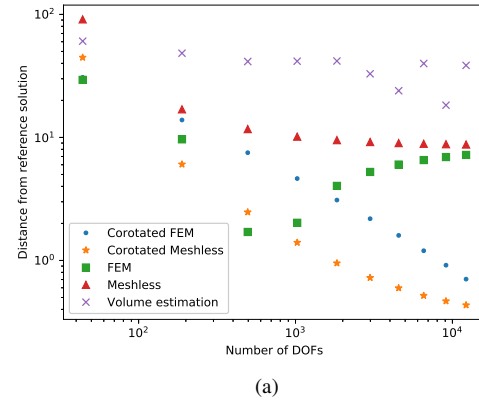 10²
10¹
10⁰
Distance from reference solution
Corotated FEM
Corotated Meshless
FEM
Meshless
Volume estimation
10² 10³ 10⁴
Number of DOFs
(a)